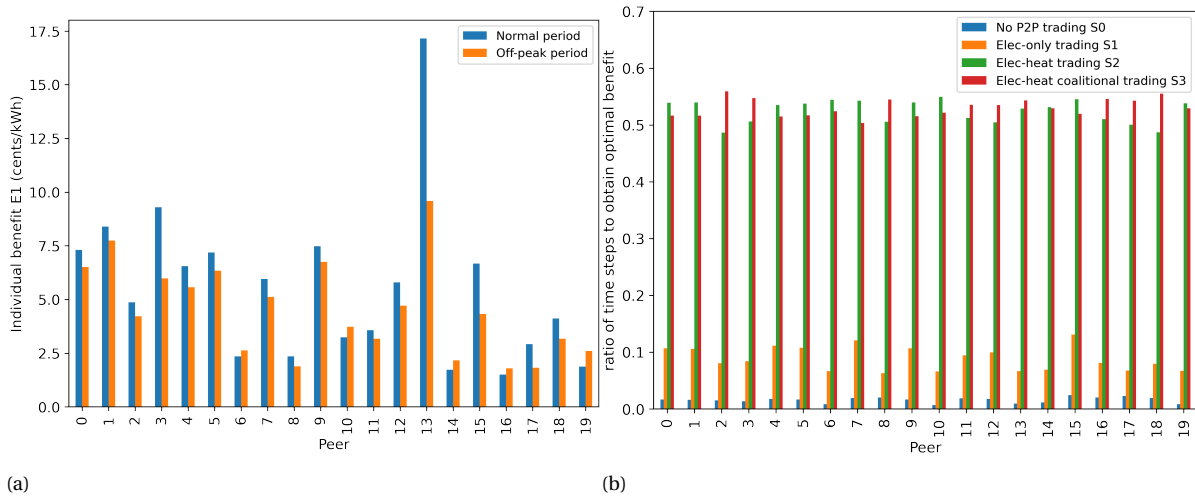 17.5
15.0
12.5
10.0
7.5
5.0
2.5
0.0
Individual benefit E1 (cents/kWh)
Normal period
Off-peak period
0 1 2 3 4 5 6 7 8 9 10 11 12 13 14 15 16 17 18 19
Peer
(a)
0.7
0.6
0.5
0.4
0.3
0.2
0.1
0.0
ratio of time steps to obtain optimal benefit
No P2P trading S0
Elec-only trading S1
Elec-heat trading S2
Elec-heat coalitional trading S3
0 1 2 3 4 5 6 7 8 9 10 11 12 13 14 15 16 17 18 19
Peer
(b)